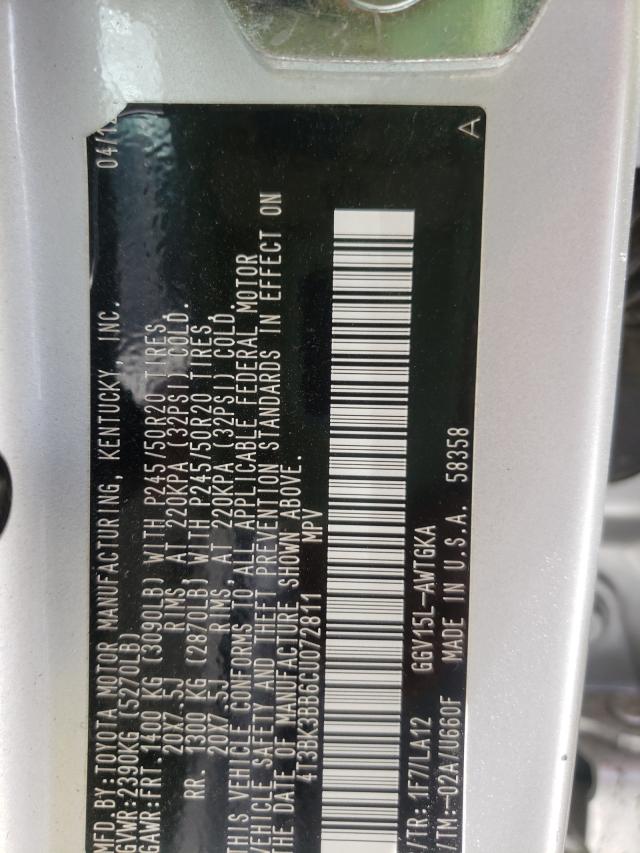 MFD. BY: TOYOTA MOTOR MANUFACTURING, KENTUCKY, INC. 04/12
GVWR: 2390KG (5270LB)
GAWR: FRT. 1400 KG (3090LB) WITH P245/50R20 TIRES,
20X7.5J RIMS, AT 220KPA (32PSI) COLD.
RR. 1300 KG (2870LB) WITH P245/50R20 TIRES,
20X7.5J RIMS, AT 220KPA (32PSI) COLD.
THIS VEHICLE CONFORMS TO ALL APPLICABLE FEDERAL MOTOR
VEHICLE SAFETY AND THEFT PREVENTION STANDARDS IN EFFECT ON
THE DATE OF MANUFACTURE SHOWN ABOVE.
4T3BK3BB6CU072811 MPV
/TR: 1F7/LA12 GGV15L-AWTGKA
/TM:-02A/U660F MADE IN U.S.A. 58358
A